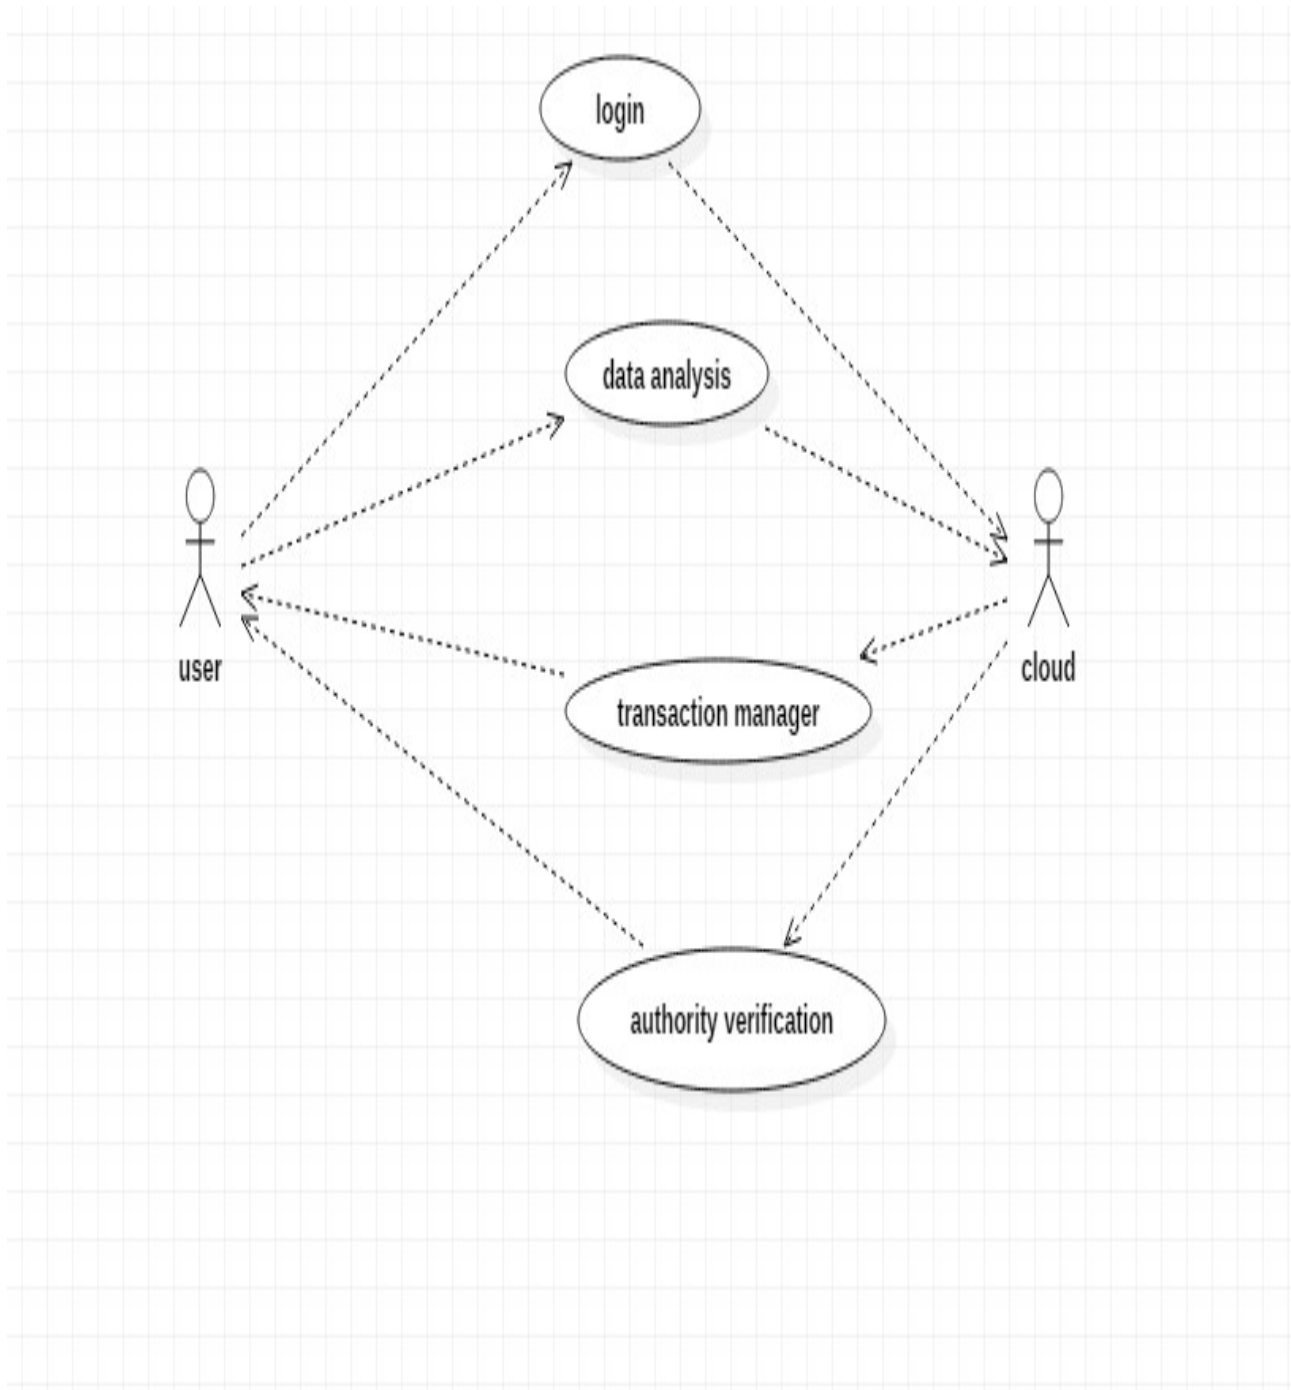 login
data analysis
user
cloud
transaction manager
authority verification